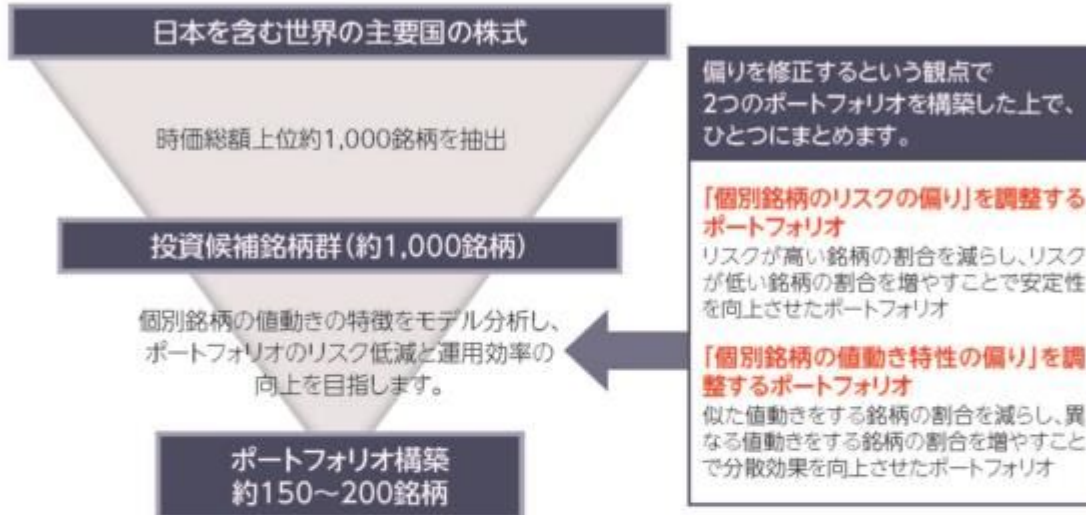 日本を含む世界の主要国の株式
時価総額上位約1,000銘柄を抽出
投資候補銘柄群(約1,000銘柄)
個別銘柄の値動きの特徴をモデル分析し、
ポートフォリオのリスク低減と運用効率の
向上を目指します。
ポートフォリオ構築
約150〜200銘柄
偏りを修正するという観点で
2つのポートフォリオを構築した上で、
ひとつにまとめます。
「個別銘柄のリスクの偏り」を調整する
ポートフォリオ
リスクが高い銘柄の割合を減らし、リスク
が低い銘柄の割合を増やすことで安定性
を向上させたポートフォリオ
「個別銘柄の値動き特性の偏り」を調
整するポートフォリオ
似た値動きをする銘柄の割合を減らし、異
なる値動きをする銘柄の割合を増やすこと
で分散効果を向上させたポートフォリオ